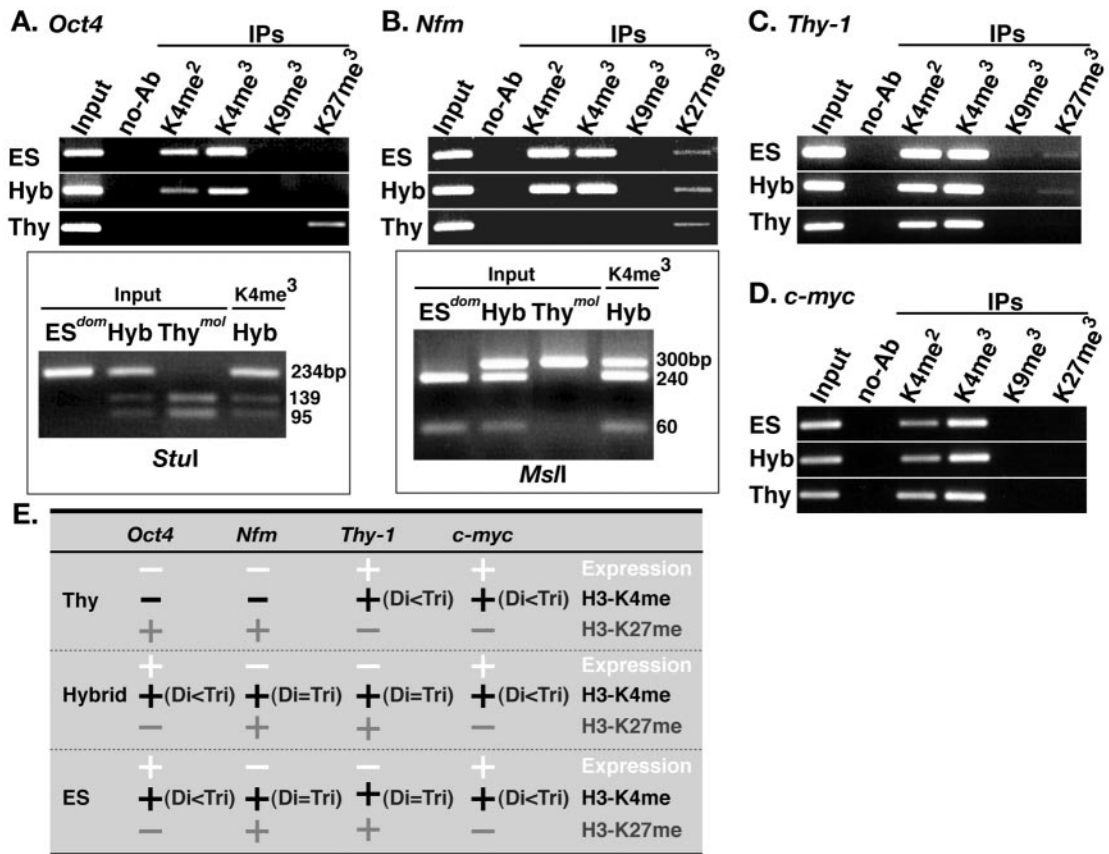 A. Oct4
IPs
Input no-Ab K4me² K4me³ K9me³ K27me³
ES
Hyb
Thy
Input K4me³
ESdom Hyb Thymol Hyb
234bp
139
95
StuI
B. Nfm
IPs
Input no-Ab K4me² K4me³ K9me³ K27me³
ES
Hyb
Thy
Input K4me³
ESdom Hyb Thymol Hyb
300bp
240
60
MslI
C. Thy-1
IPs
Input no-Ab K4me² K4me³ K9me³ K27me³
ES
Hyb
Thy
D. c-myc
IPs
Input no-Ab K4me² K4me³ K9me³ K27me³
ES
Hyb
Thy
E.
Oct4 Nfm Thy-1 c-myc
− − + + Expression
Thy − − +(Di<Tri) +(Di<Tri) H3-K4me
+ + − − H3-K27me
+ − − + Expression
Hybrid +(Di<Tri) +(Di=Tri) +(Di=Tri) +(Di<Tri) H3-K4me
− + + − H3-K27me
+ − − + Expression
ES +(Di<Tri) +(Di=Tri) +(Di=Tri) +(Di<Tri) H3-K4me
− + + − H3-K27me